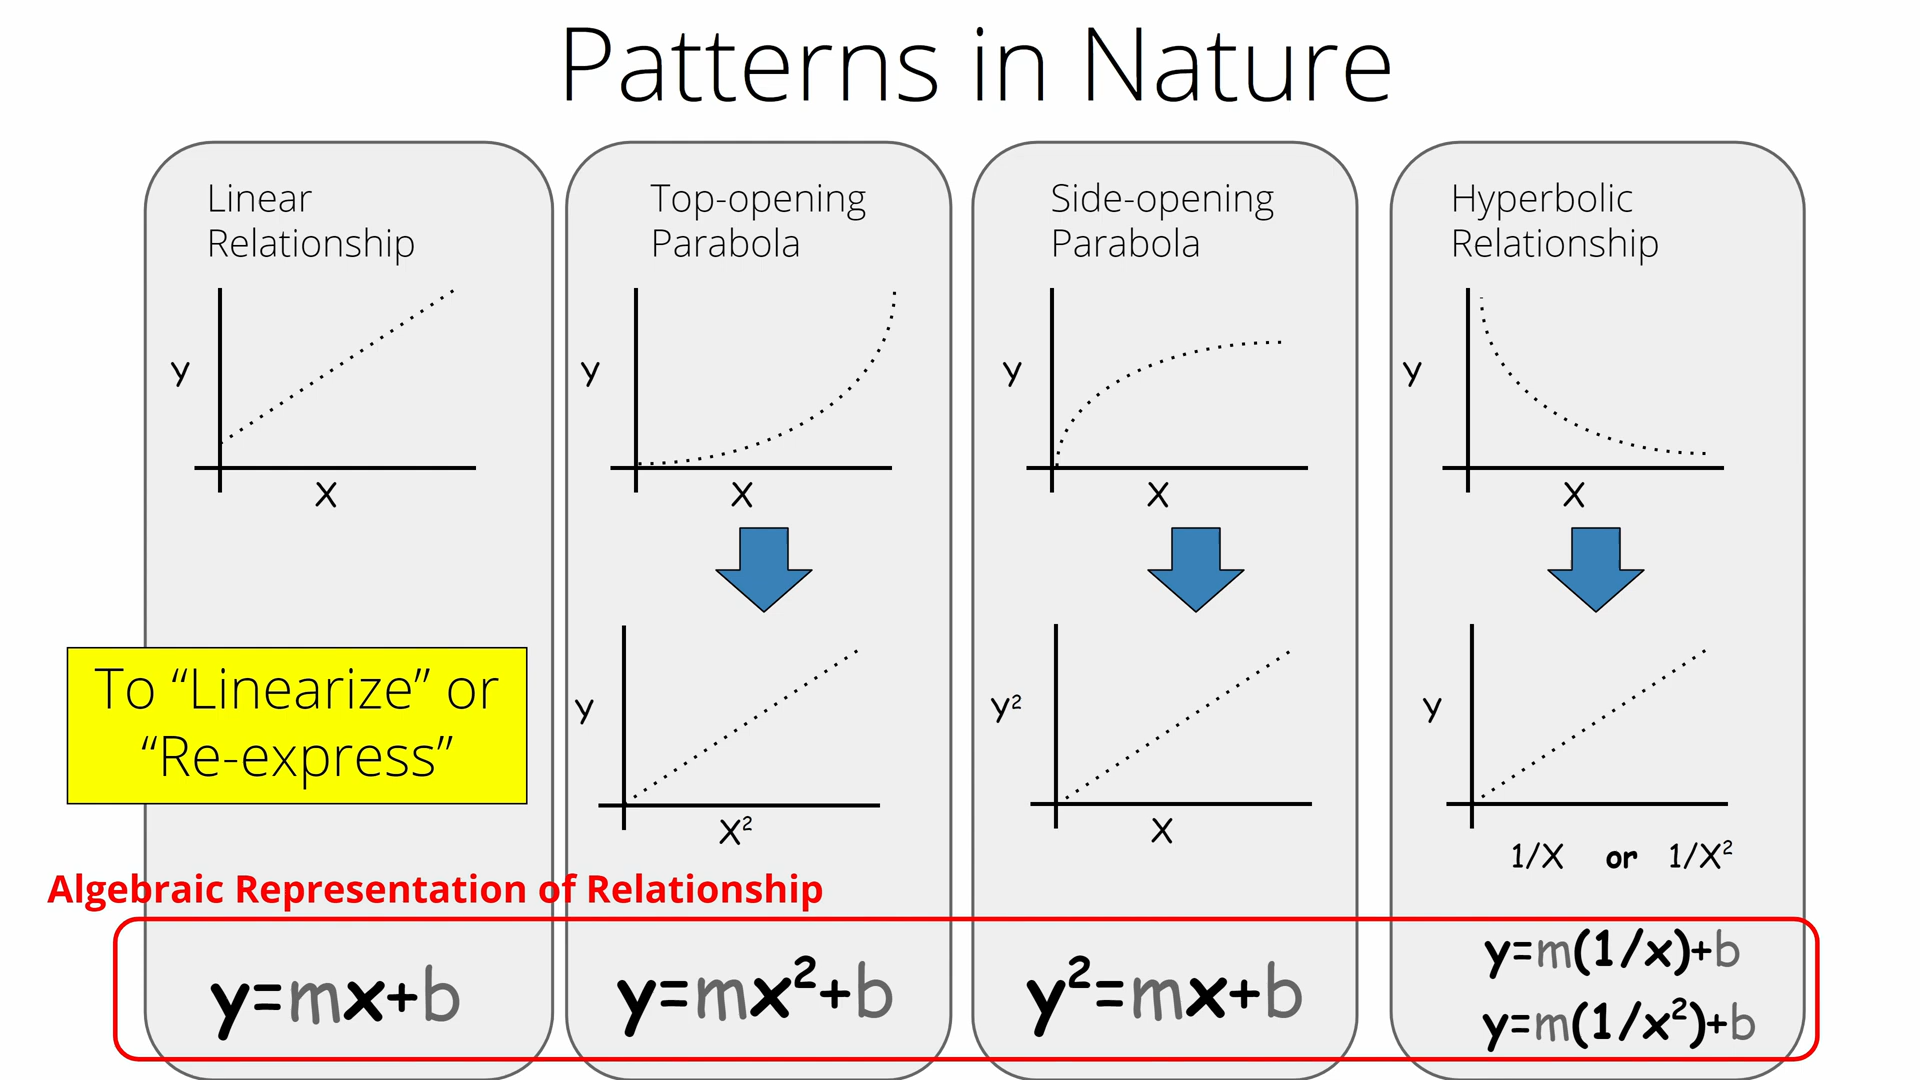 Patterns in Nature
Linear
Relationship
y
X
Top-opening
Parabola
y
X
Side-opening
Parabola
y
X
Hyperbolic
Relationship
y
X
To “Linearize” or
“Re-express”
y
X²
y²
X
y
1/X or 1/X²
Algebraic Representation of Relationship
y=mx+b
y=mx²+b
y²=mx+b
y=m(1/x)+b
y=m(1/x²)+b